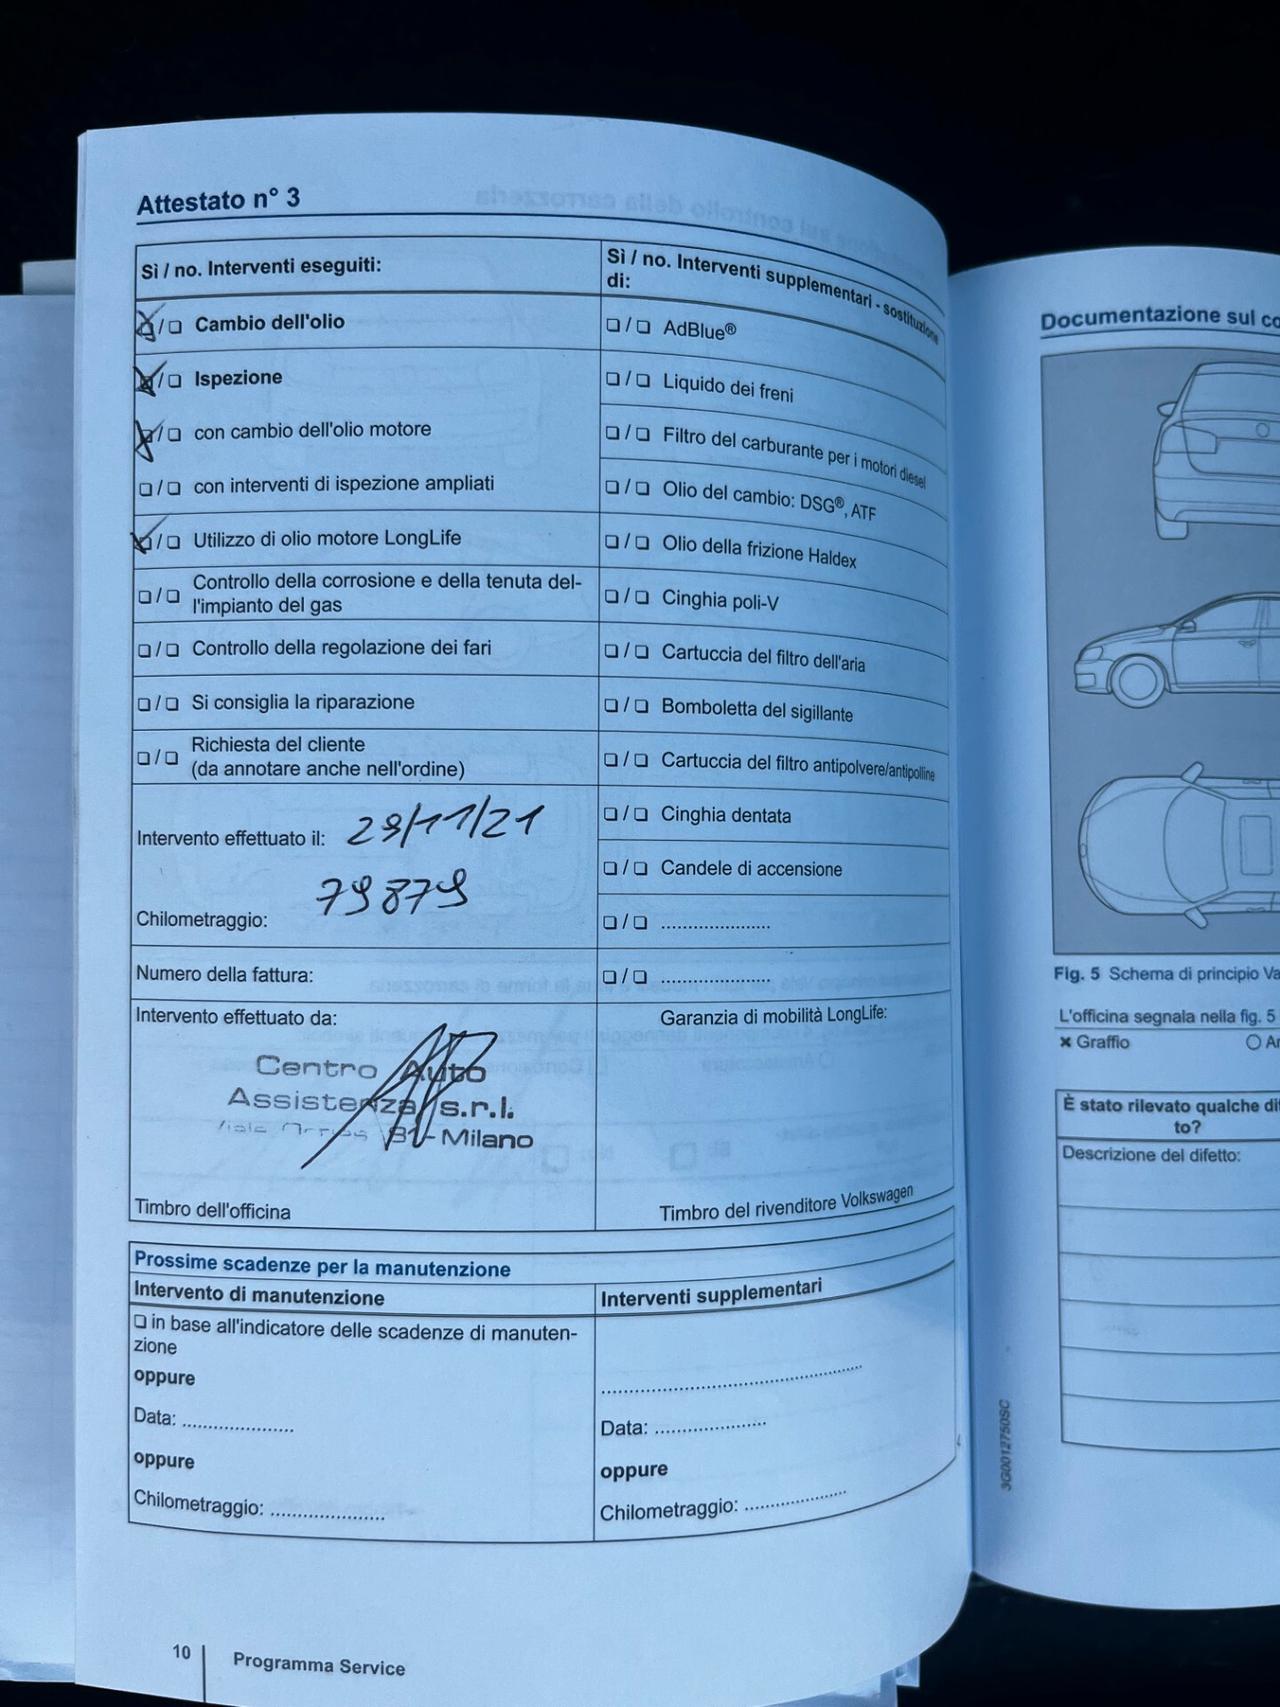 Attestato n° 3
Sì / no. Interventi eseguiti:
❏ / ❏ Cambio dell'olio
❏ / ❏ Ispezione
❏ / ❏ con cambio dell'olio motore
❏ / ❏ con interventi di ispezione ampliati
❏ / ❏ Utilizzo di olio motore LongLife
❏ / ❏ Controllo della corrosione e della tenuta del-
l'impianto del gas
❏ / ❏ Controllo della regolazione dei fari
❏ / ❏ Si consiglia la riparazione
❏ / ❏ Richiesta del cliente
(da annotare anche nell'ordine)
Intervento effettuato il: 29/11/21
79879
Chilometraggio:
Numero della fattura:
Intervento effettuato da:
Centro Auto
Assistenza s.r.l.
81 - Milano
Timbro dell'officina
Sì / no. Interventi supplementari - sostituzione
di:
❏ / ❏ AdBlue®
❏ / ❏ Liquido dei freni
❏ / ❏ Filtro del carburante per i motori diesel
❏ / ❏ Olio del cambio: DSG®, ATF
❏ / ❏ Olio della frizione Haldex
❏ / ❏ Cinghia poli-V
❏ / ❏ Cartuccia del filtro dell'aria
❏ / ❏ Bomboletta del sigillante
❏ / ❏ Cartuccia del filtro antipolvere/antipolline
❏ / ❏ Cinghia dentata
❏ / ❏ Candele di accensione
❏ / ❏ .....................
❏ / ❏ .....................
Garanzia di mobilità LongLife:
Timbro del rivenditore Volkswagen
Prossime scadenze per la manutenzione
Intervento di manutenzione
❏ in base all'indicatore delle scadenze di manuten-
zione
oppure
Data: .....................
oppure
Chilometraggio: .....................
Interventi supplementari
................................................
Data: .....................
oppure
Chilometraggio: .....................
10
Programma Service
Documentazione sul co
Fig. 5 Schema di principio Va
L'officina segnala nella fig. 5
✖ Graffio
○ Ar
È stato rilevato qualche dif
to?
Descrizione del difetto:
3G0012750SC